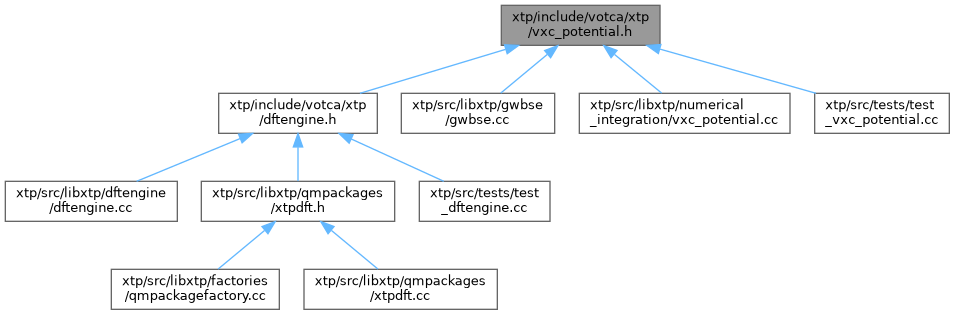 xtp/include/votca/xtp
/vxc_potential.h
xtp/include/votca/xtp
/dftengine.h
xtp/src/libxtp/gwbse
/gwbse.cc
xtp/src/libxtp/numerical
_integration/vxc_potential.cc
xtp/src/tests/test
_vxc_potential.cc
xtp/src/libxtp/dftengine
/dftengine.cc
xtp/src/libxtp/qmpackages
/xtpdft.h
xtp/src/tests/test
_dftengine.cc
xtp/src/libxtp/factories
/qmpackagefactory.cc
xtp/src/libxtp/qmpackages
/xtpdft.cc